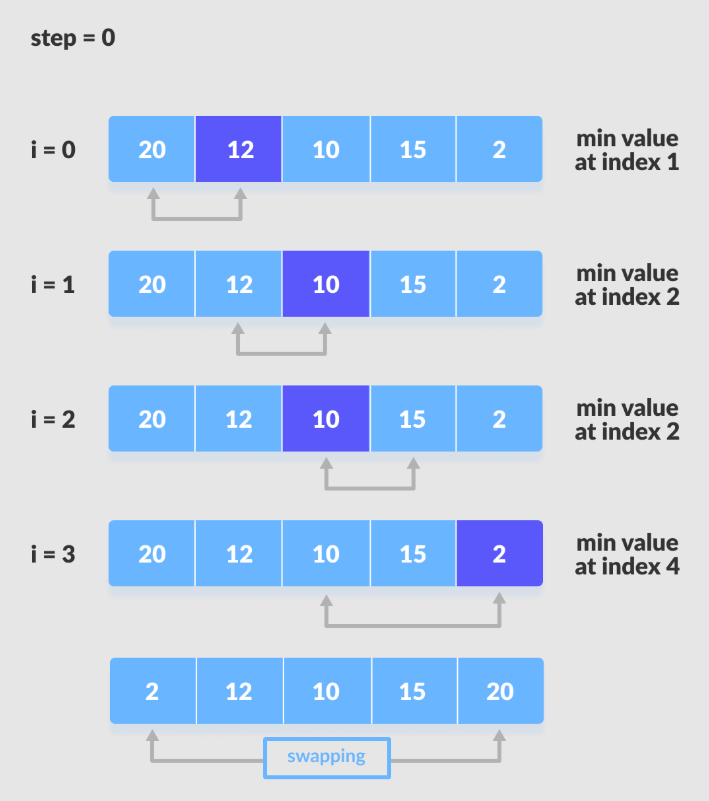 step = 0
i = 0 20 12 10 15 2 min value
at index 1
i = 1 20 12 10 15 2 min value
at index 2
i = 2 20 12 10 15 2 min value
at index 2
i = 3 20 12 10 15 2 min value
at index 4
2 12 10 15 20
swapping